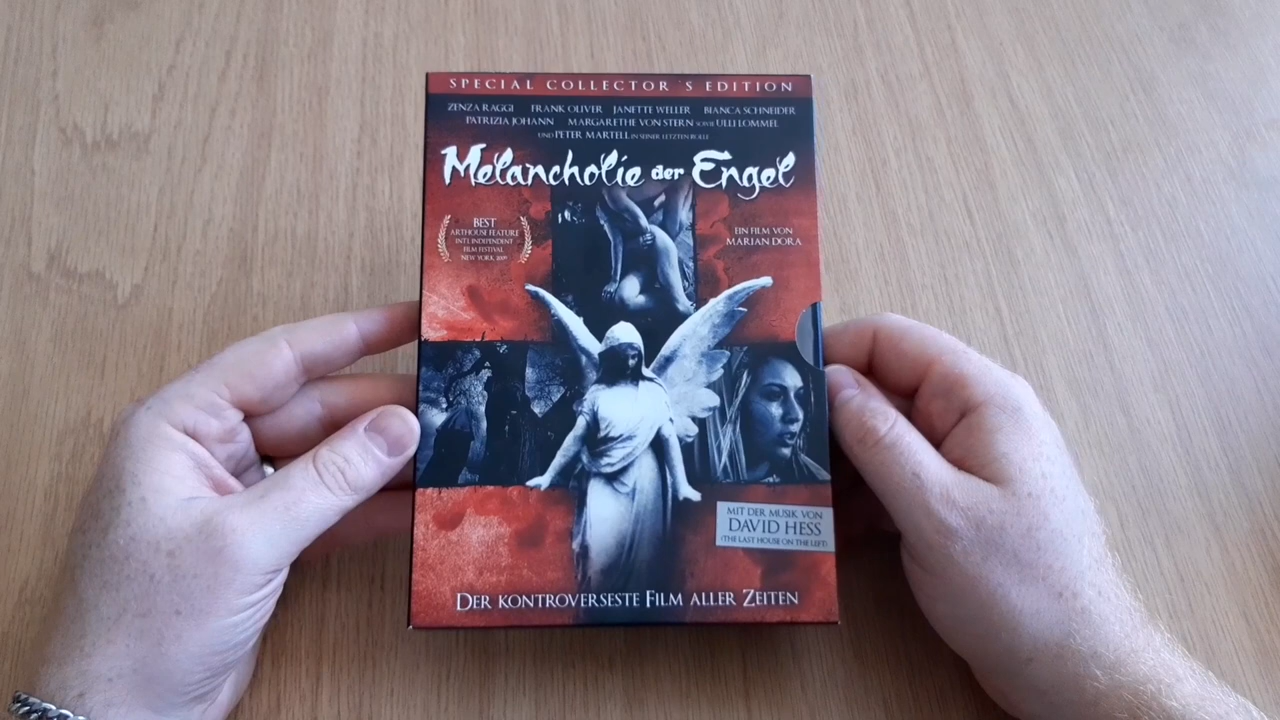 SPECIAL COLLECTOR'S EDITION
ZENZA RAGGI FRANK OLIVER JANETTE WELLER BIANCA SCHNEIDER
PATRIZIA JOHANN MARGARETHE VON STERN SOWIE ULLI LOMMEL
UND PETER MARTELL IN SEINER LETZTEN ROLLE
Melancholie der Engel
BEST
ARTHOUSE FEATURE
INT'L INDEPENDENT
FILM FESTIVAL
NEW YORK 2009
EIN FILM VON
MARIAN DORA
MIT DER MUSIK VON
DAVID HESS
(THE LAST HOUSE ON THE LEFT)
DER KONTROVERSESTE FILM ALLER ZEITEN